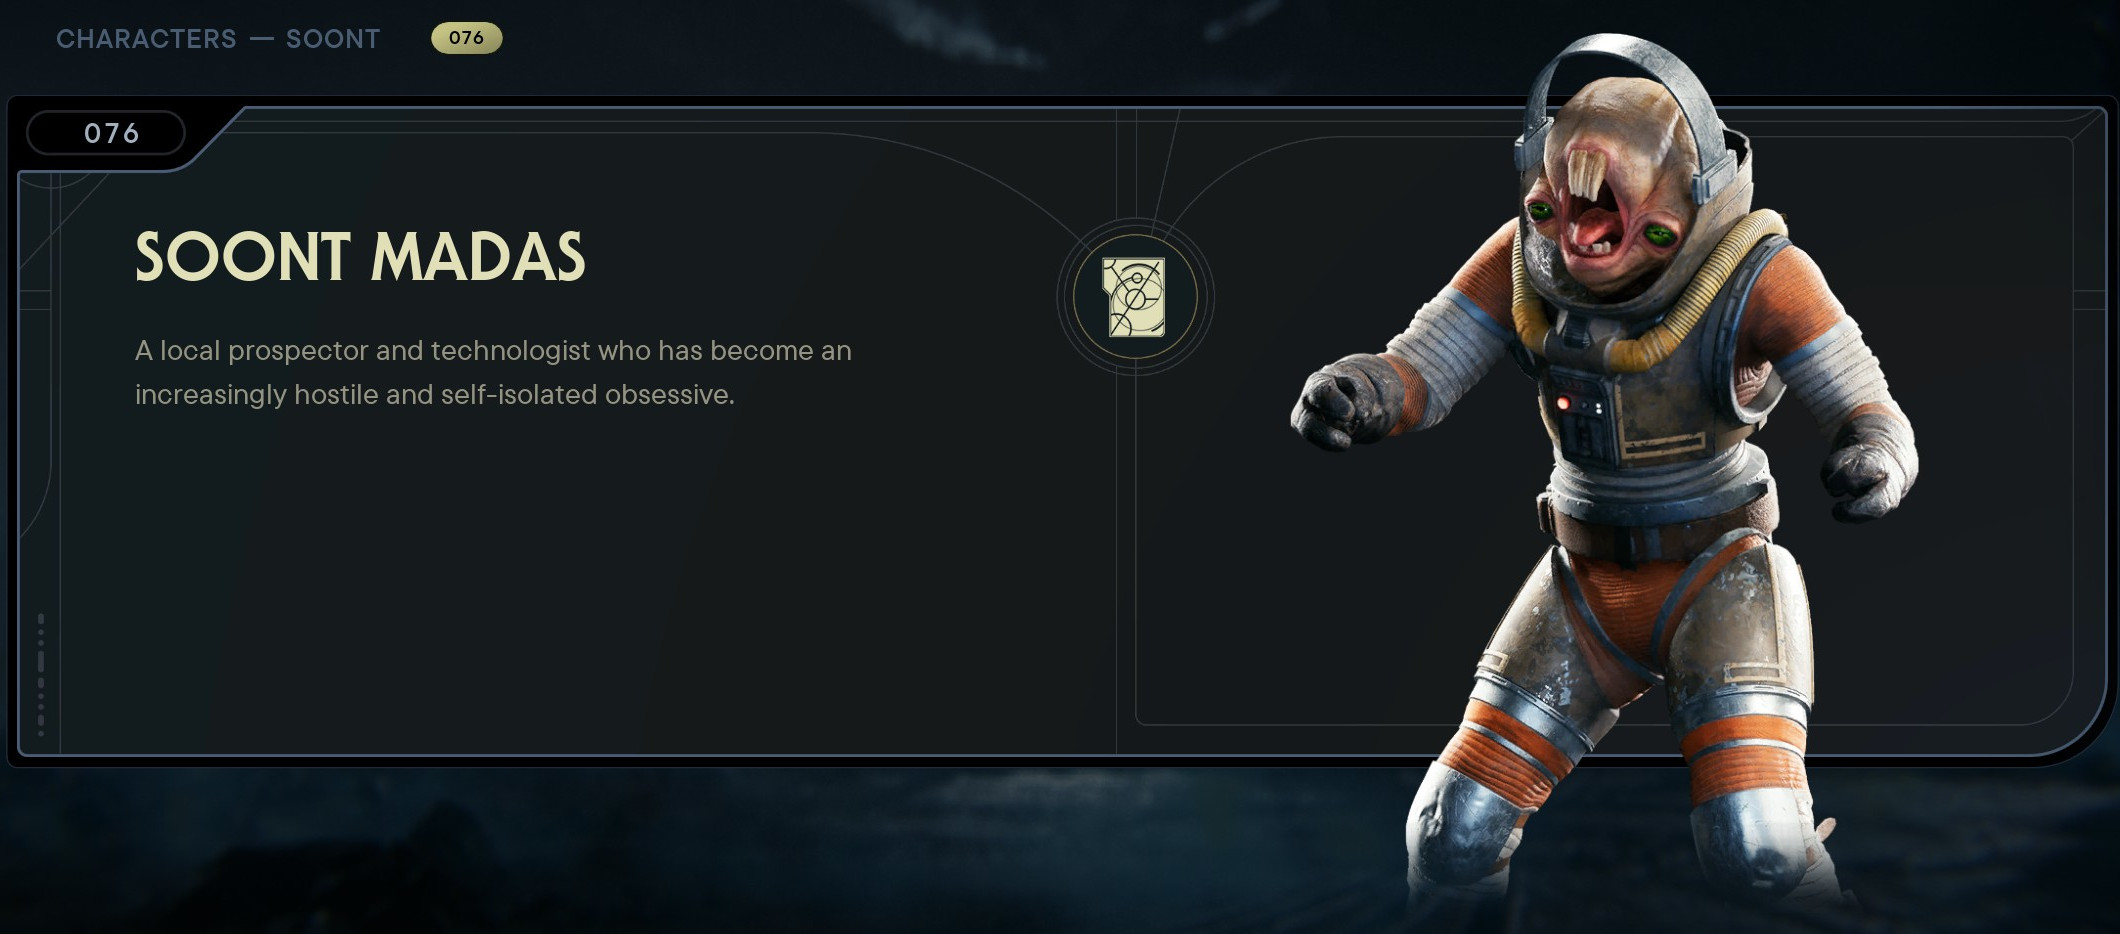 CHARACTERS — SOONT 076
076
SOONT MADAS
A local prospector and technologist who has become an
increasingly hostile and self-isolated obsessive.